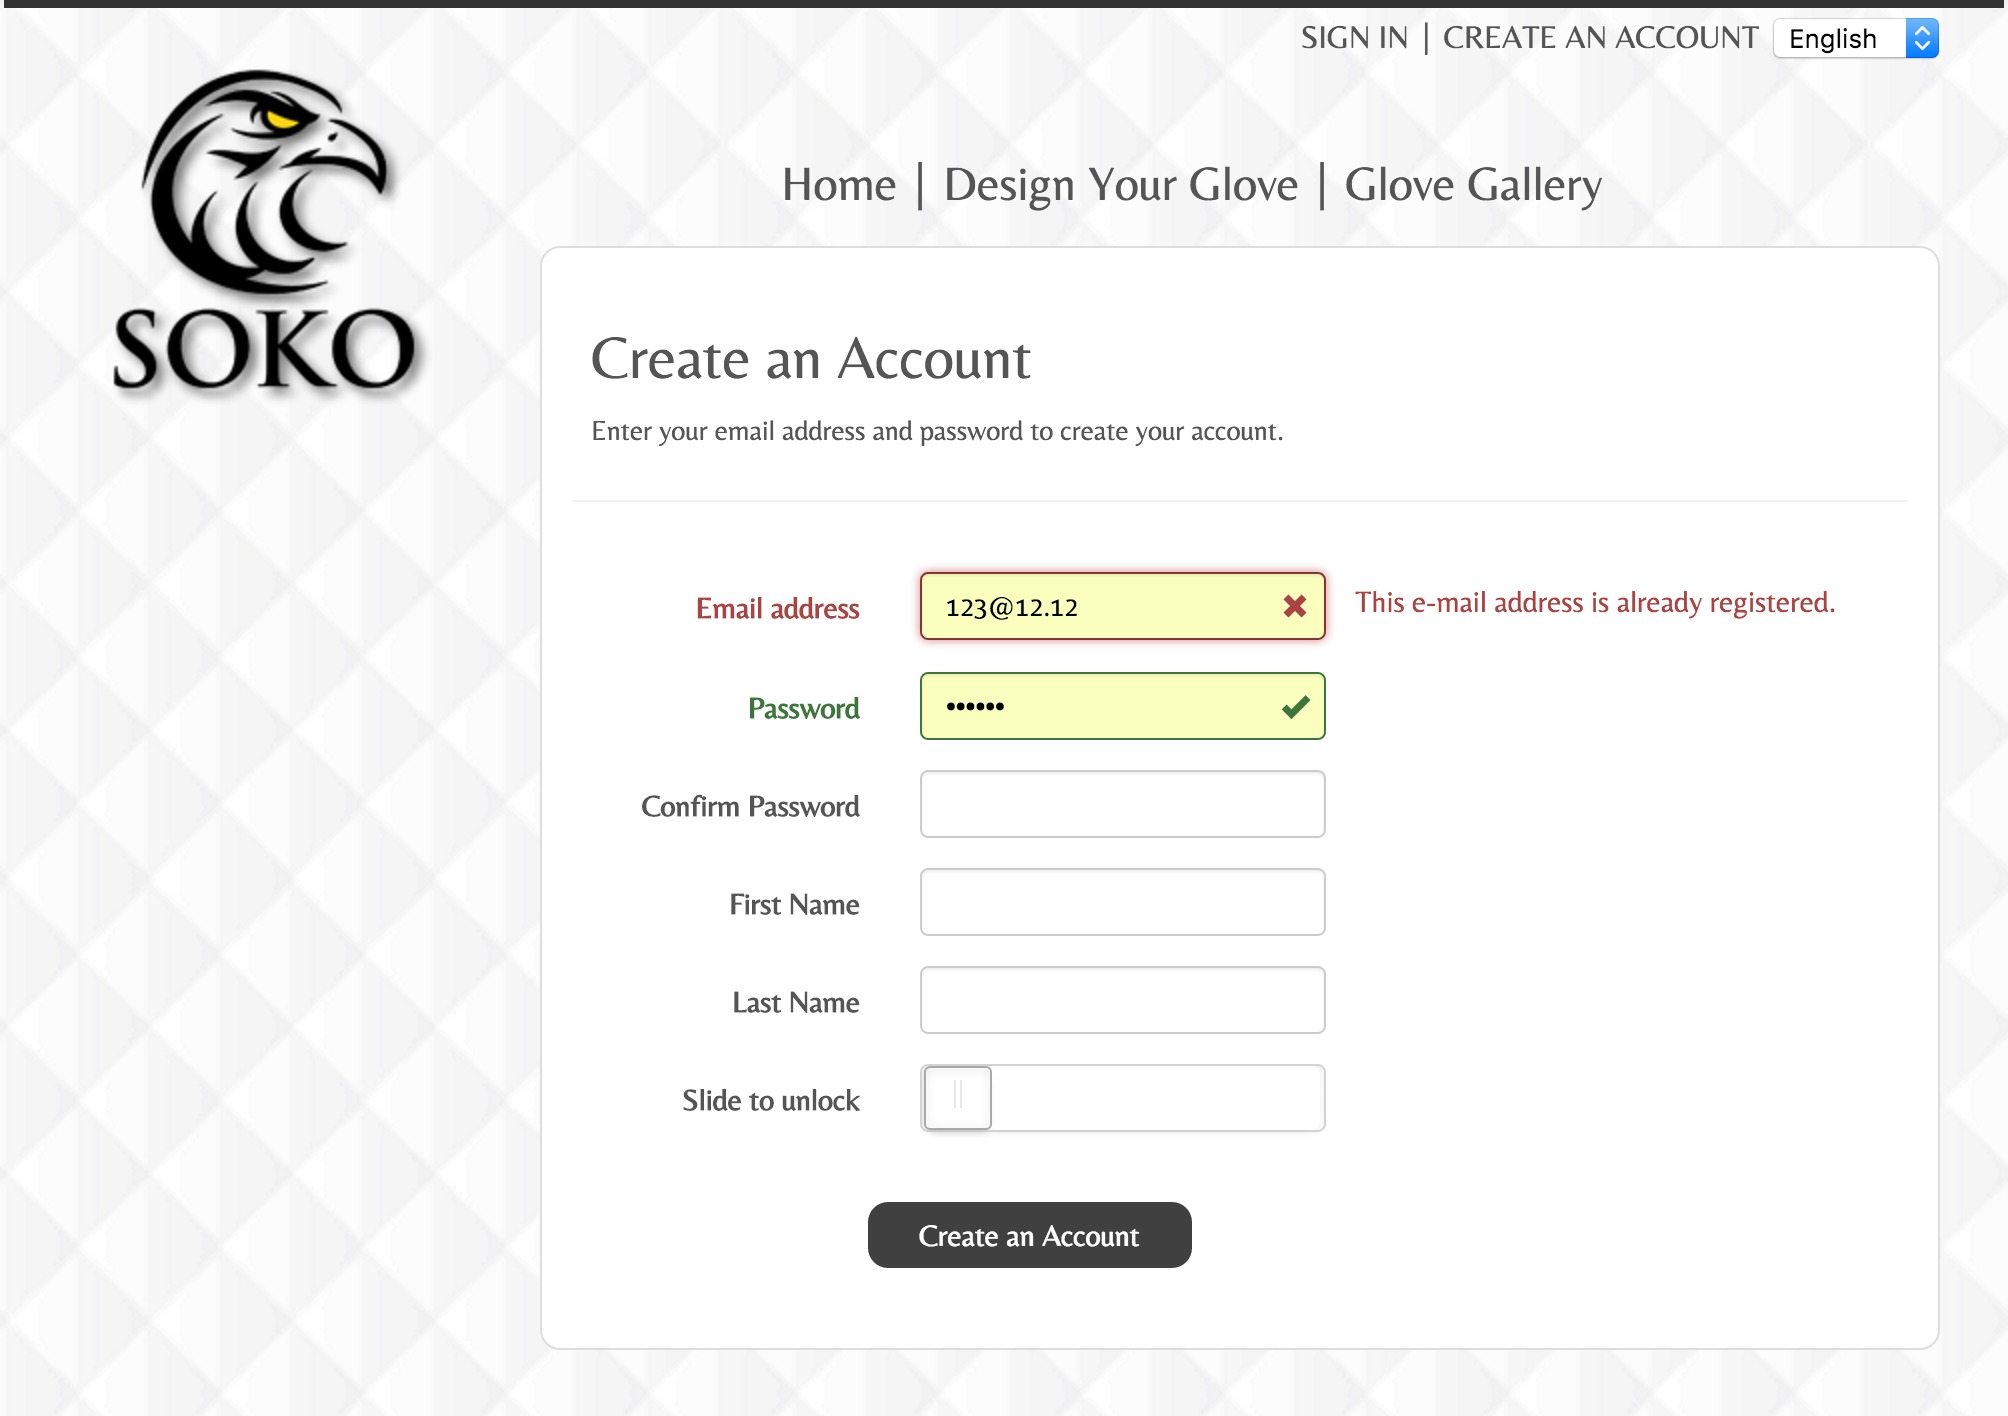 SIGN IN | CREATE AN ACCOUNT English
SOKO
Home | Design Your Glove | Glove Gallery
Create an Account
Enter your email address and password to create your account.
Email address 123@12.12 This e-mail address is already registered.
Password ••••••
Confirm Password
First Name
Last Name
Slide to unlock
Create an Account